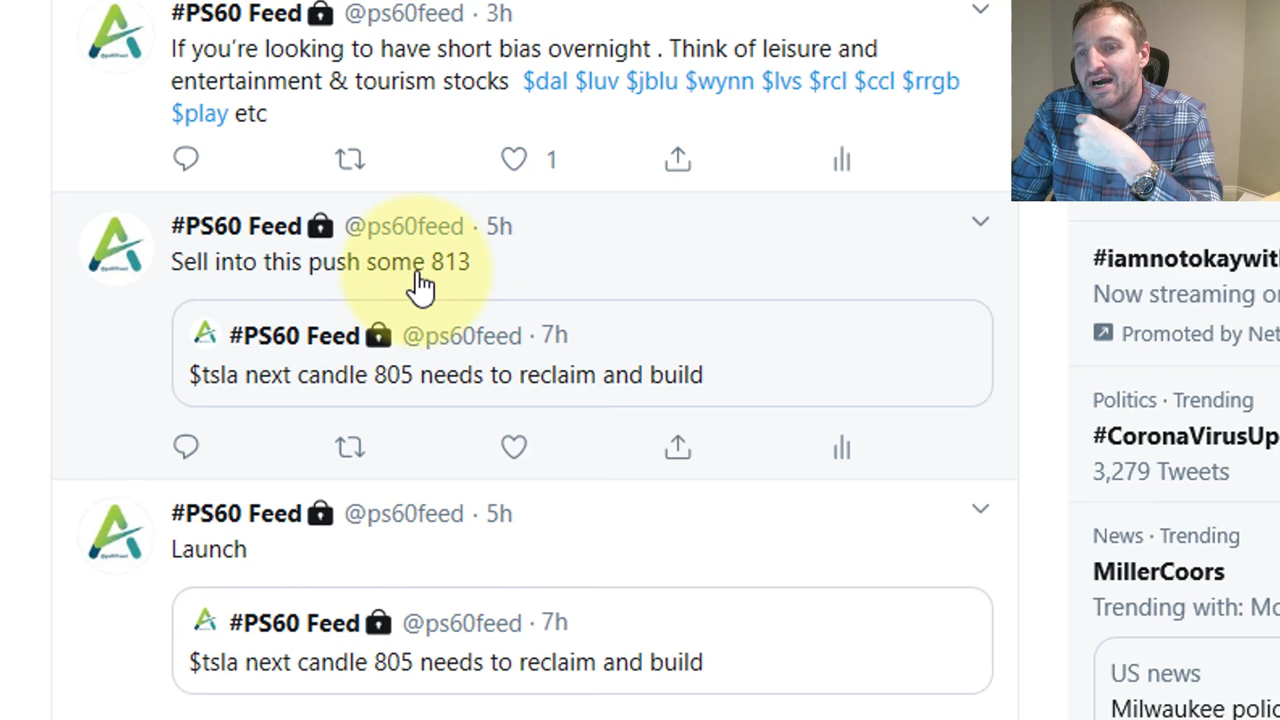 #PS60 Feed @ps60feed · 3h
If you're looking to have short bias overnight . Think of leisure and
entertainment & tourism stocks $dal $luv $jblu $wynn $lvs $rcl $ccl $rrgb
$play etc
1
#PS60 Feed @ps60feed · 5h
Sell into this push some 813
#PS60 Feed @ps60feed · 7h
$tsla next candle 805 needs to reclaim and build
#PS60 Feed @ps60feed · 5h
Launch
#PS60 Feed @ps60feed · 7h
$tsla next candle 805 needs to reclaim and build
#iamnotokaywith
Now streaming o
Promoted by Net
Politics · Trending
#CoronaVirusUp
3,279 Tweets
News · Trending
MillerCoors
Trending with: Mo
US news
Milwaukee polic